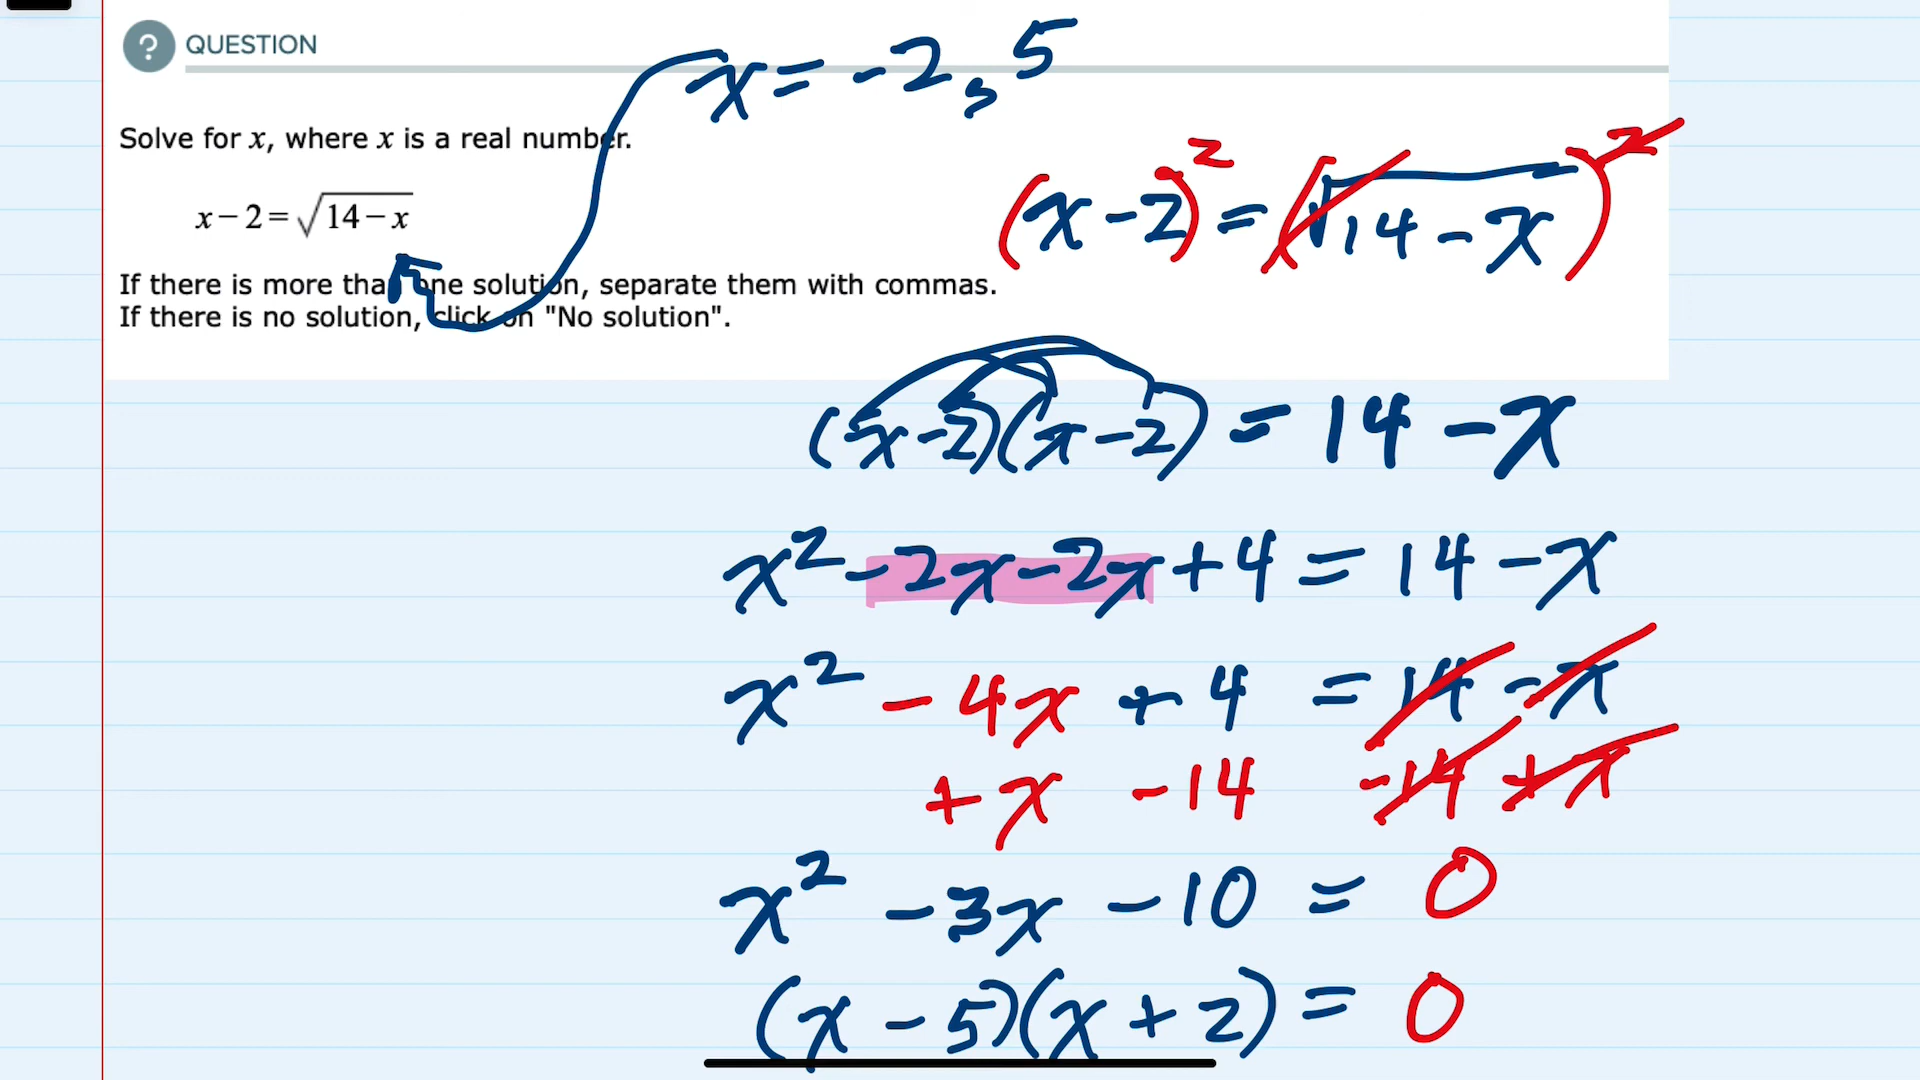 ? QUESTION
x = -2, 5
Solve for x, where x is a real number.
x − 2 = √(14 − x)
(x - 2)² = (√(14 - x))²
If there is more than one solution, separate them with commas.
If there is no solution, click on "No solution".
(x-2)(x-2) = 14 - x
x² - 2x - 2x + 4 = 14 - x
x² - 4x + 4 = 14 - x
+ x - 14 -14 + x
x² - 3x - 10 = 0
(x - 5)(x + 2) = 0